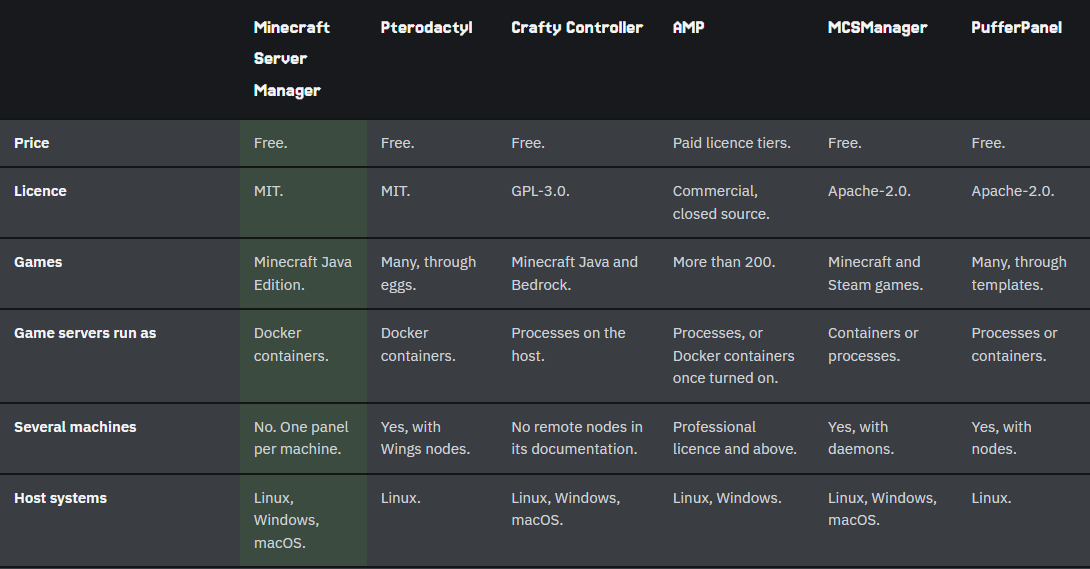 Minecraft Server Manager	Pterodactyl	Crafty Controller	AMP	MCSManager	PufferPanel
Price	Free.	Free.	Free.	Paid licence tiers.	Free.	Free.
Licence	MIT.	MIT.	GPL-3.0.	Commercial, closed source.	Apache-2.0.	Apache-2.0.
Games	Minecraft Java Edition.	Many, through eggs.	Minecraft Java and Bedrock.	More than 200.	Minecraft and Steam games.	Many, through templates.
Game servers run as	Docker containers.	Docker containers.	Processes on the host.	Processes, or Docker containers once turned on.	Containers or processes.	Processes or containers.
Several machines	No. One panel per machine.	Yes, with Wings nodes.	No remote nodes in its documentation.	Professional licence and above.	Yes, with daemons.	Yes, with nodes.
Host systems	Linux, Windows, macOS.	Linux.	Linux, Windows, macOS.	Linux, Windows.	Linux, Windows, macOS.	Linux.